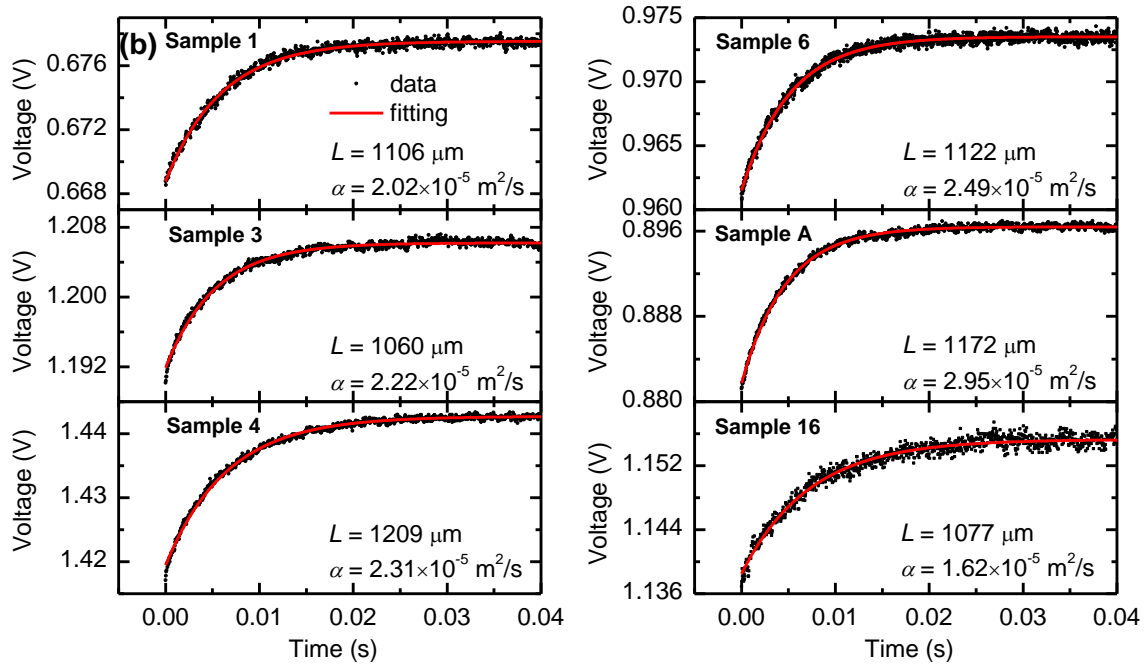 (b)
Sample 1
data
fitting
L = 1106 μm
α = 2.02×10⁻⁵ m²/s
0.676
0.672
0.668
Voltage (V)
Sample 3
L = 1060 μm
α = 2.22×10⁻⁵ m²/s
1.208
1.200
1.192
Voltage (V)
Sample 4
L = 1209 μm
α = 2.31×10⁻⁵ m²/s
1.44
1.43
1.42
Voltage (V)
0.00 0.01 0.02 0.03 0.04
Time (s)
Sample 6
L = 1122 μm
α = 2.49×10⁻⁵ m²/s
0.975
0.970
0.965
0.960
Voltage (V)
Sample A
L = 1172 μm
α = 2.95×10⁻⁵ m²/s
0.896
0.888
0.880
Voltage (V)
Sample 16
L = 1077 μm
α = 1.62×10⁻⁵ m²/s
1.152
1.144
1.136
Voltage (V)
0.00 0.01 0.02 0.03 0.04
Time (s)